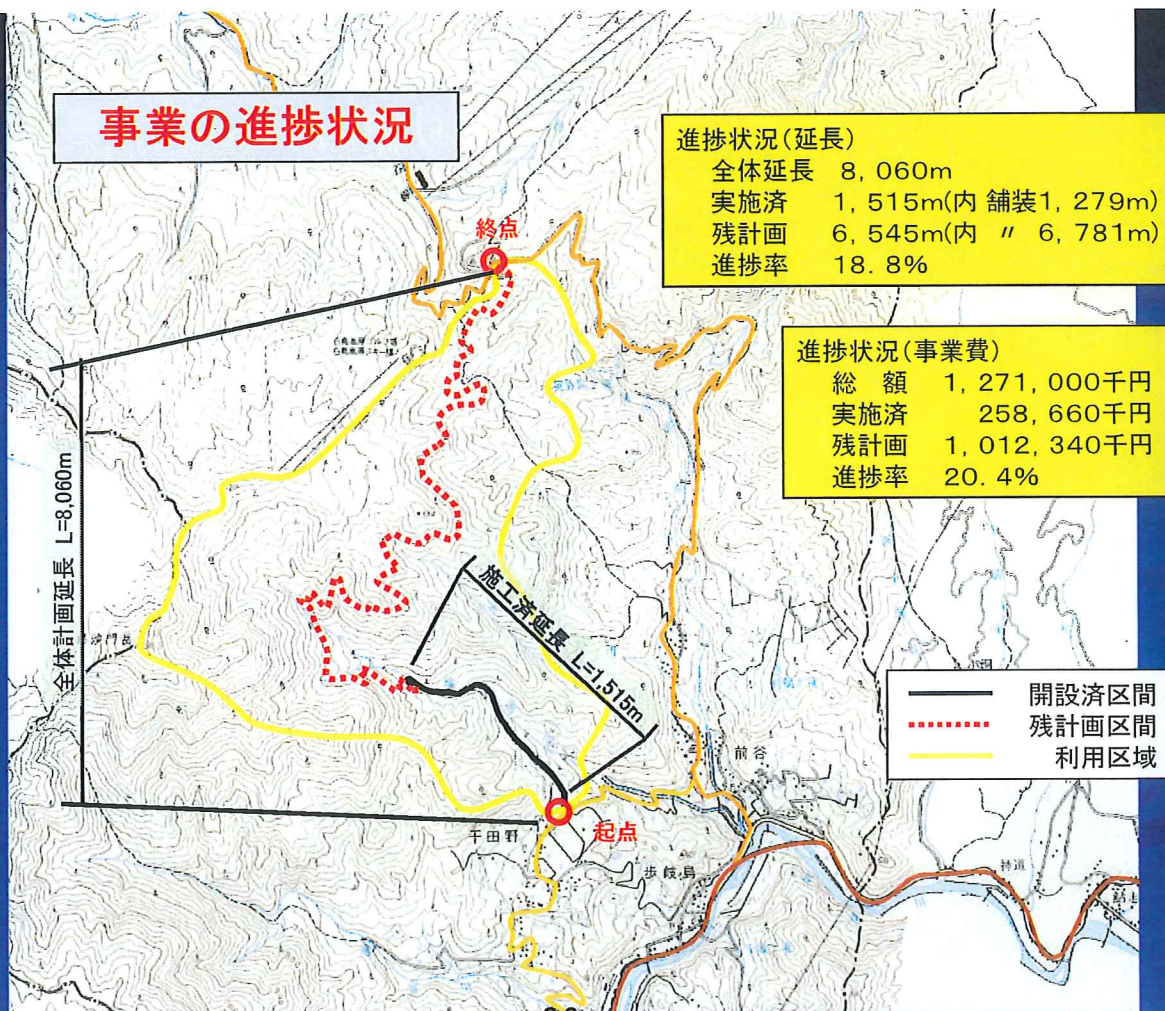 事業の進捗状況
進捗状況(延長)
全体延長 8,060m
実施済 1,515m(内 舗装1,279m)
残計画 6,545m(内 〃 6,781m)
進捗率 18.8%
進捗状況(事業費)
総 額 1,271,000千円
実施済 258,660千円
残計画 1,012,340千円
進捗率 20.4%
終点
全体計画延長 L=8,060m
施工済延長 L=1,515m
開設済区間
残計画区間
利用区域
前谷
起点
干田野
歩岐島